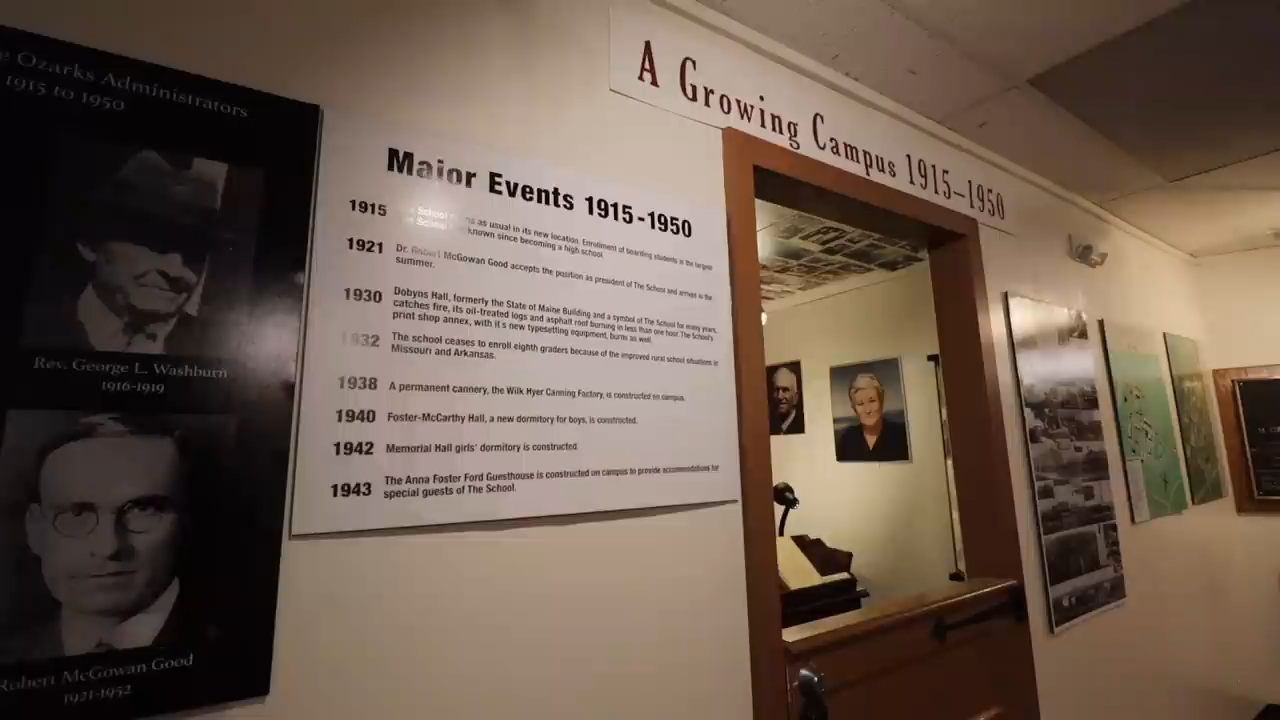 Ozarks Administrators
1915 to 1950
Rev. George L. Washburn
1916-1919
Robert McGowan Good
1921-1952
Major Events 1915-1950
1915 School as usual in its new location. Enrollment of boarding students is the largest
known since becoming a high school.
1921 Dr. Robert McGowan Good accepts the position as president of The School and arrives in the
summer.
1930 Dobyns Hall, formerly the State of Maine Building and a symbol of The School for many years,
catches fire, its oil-treated logs and asphalt roof burning in less than one hour. The School's
print shop annex, with it's new typesetting equipment, burns as well.
1932 The school ceases to enroll eighth graders because of the improved rural school situations in
Missouri and Arkansas.
1938 A permanent cannery, the Wilk Hyer Canning Factory, is constructed on campus.
1940 Foster-McCarthy Hall, a new dormitory for boys, is constructed.
1942 Memorial Hall girls' dormitory is constructed.
1943 The Anna Foster Ford Guesthouse is constructed on campus to provide accommodations for
special guests of The School.
A Growing Campus 1915-1950